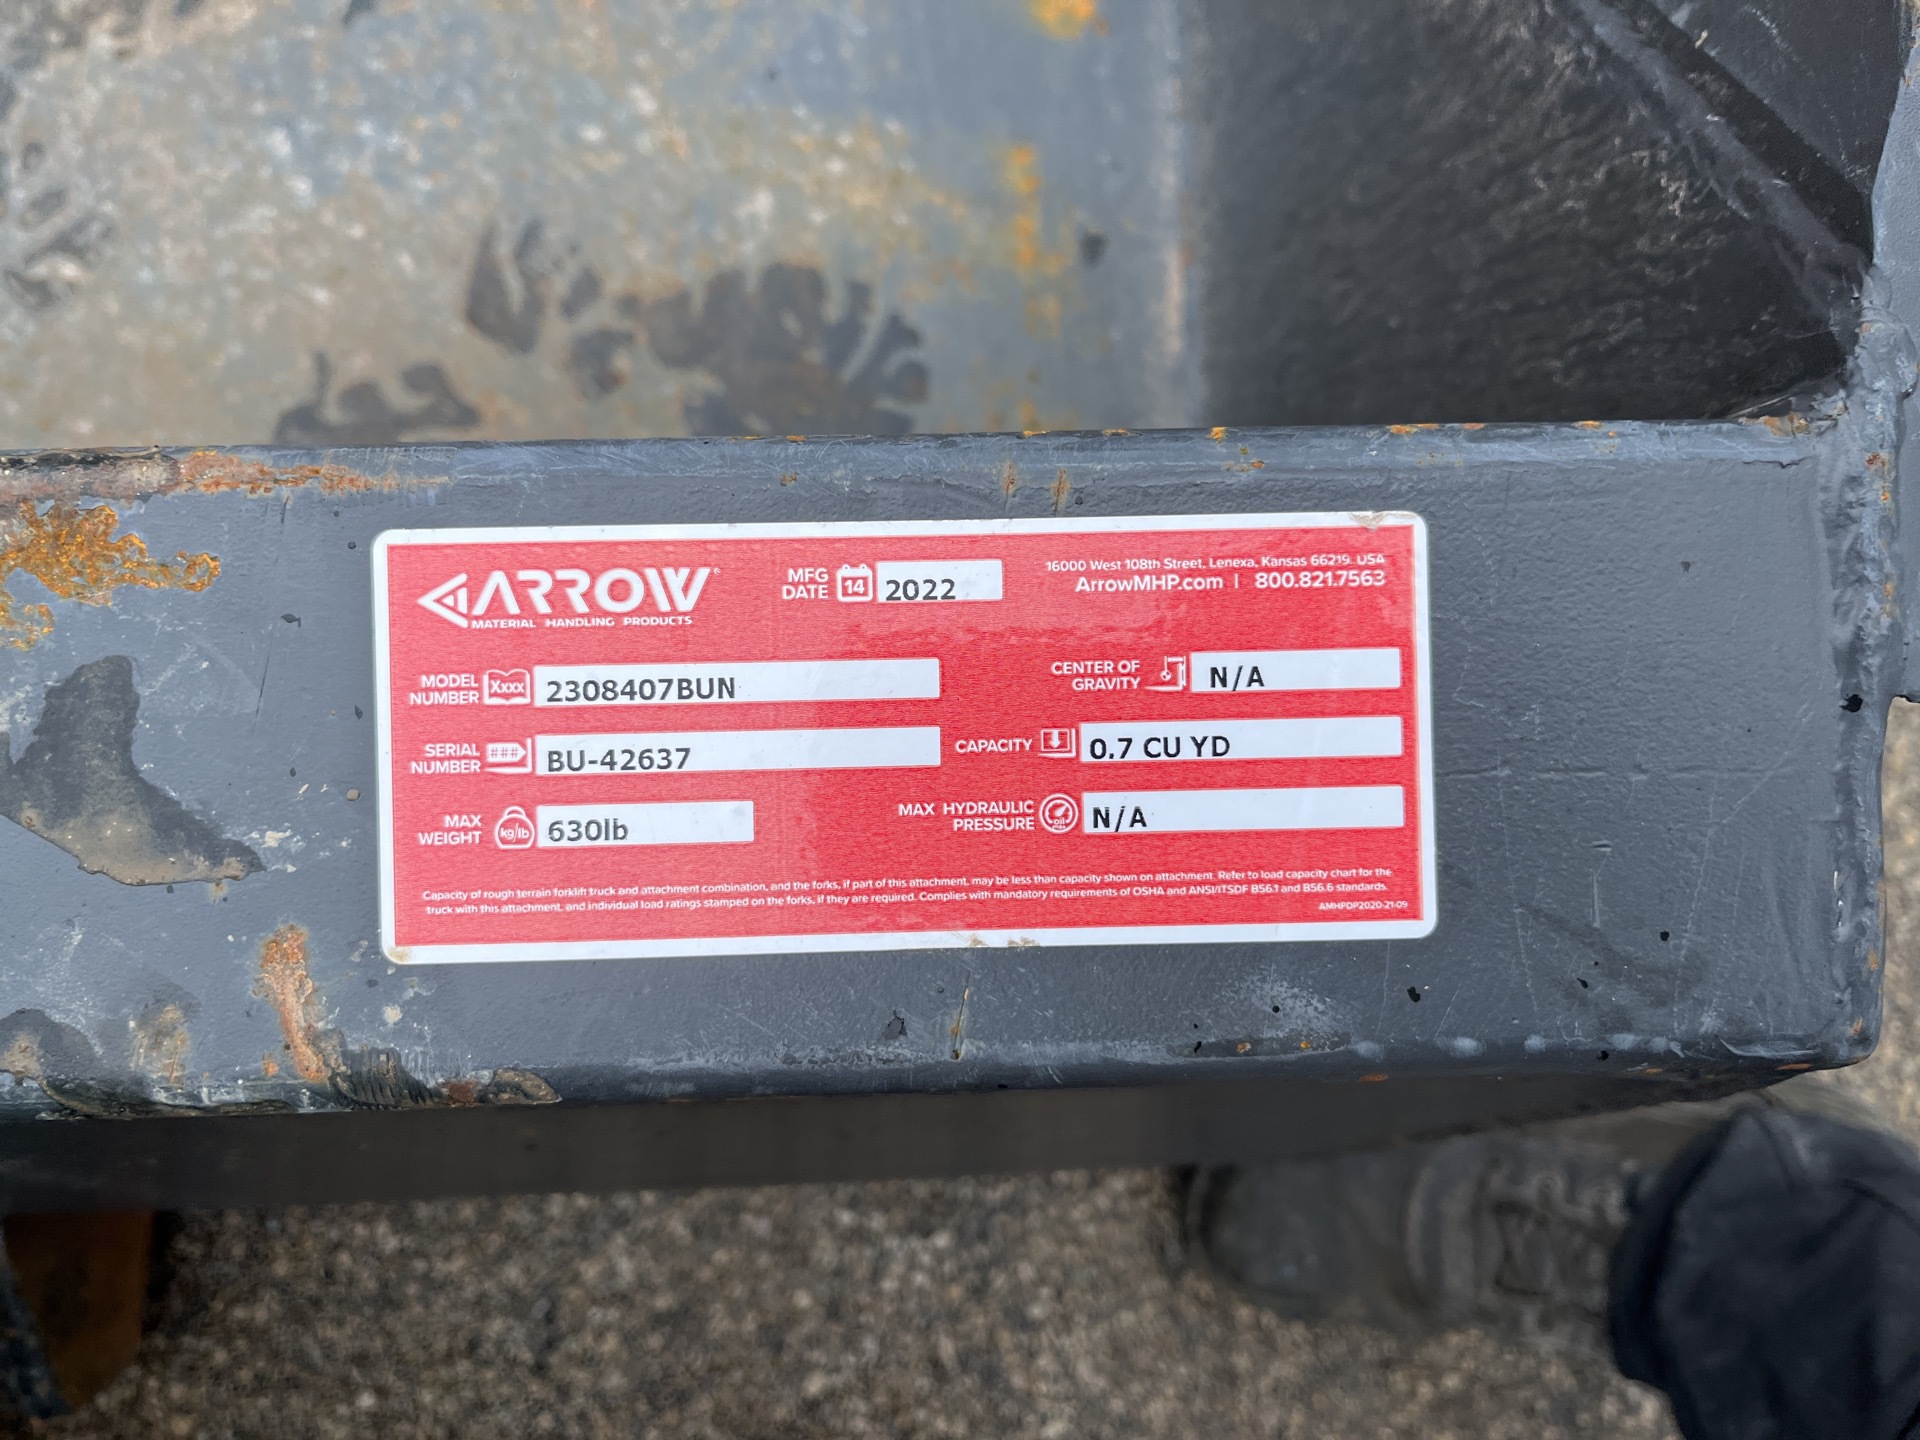 ARROW®
MATERIAL HANDLING PRODUCTS
MFG DATE 14 2022
16000 West 108th Street, Lenexa, Kansas 66219, USA
ArrowMHP.com | 800.821.7563
MODEL NUMBER Xxxx 2308407BUN
CENTER OF GRAVITY N/A
SERIAL NUMBER ### BU-42637
CAPACITY 0.7 CU YD
MAX WEIGHT kg/lb 630lb
MAX HYDRAULIC PRESSURE N/A
Capacity of rough terrain forklift truck and attachment combination, and the forks, if part of this attachment, may be less than capacity shown on attachment. Refer to load capacity chart for the
truck with this attachment, and individual load ratings stamped on the forks, if they are required. Complies with mandatory requirements of OSHA and ANSI/ITSDF B56.1 and B56.6 standards.
AMHPDP2020-21-09